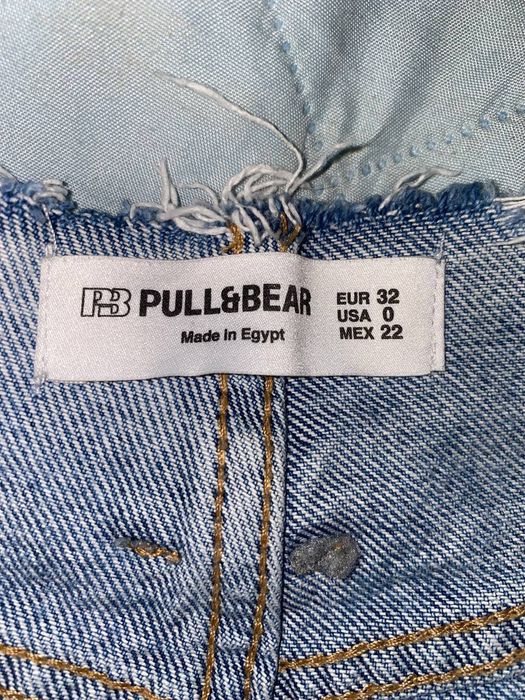 PB PULL&BEAR
Made in Egypt
EUR 32
USA 0
MEX 22